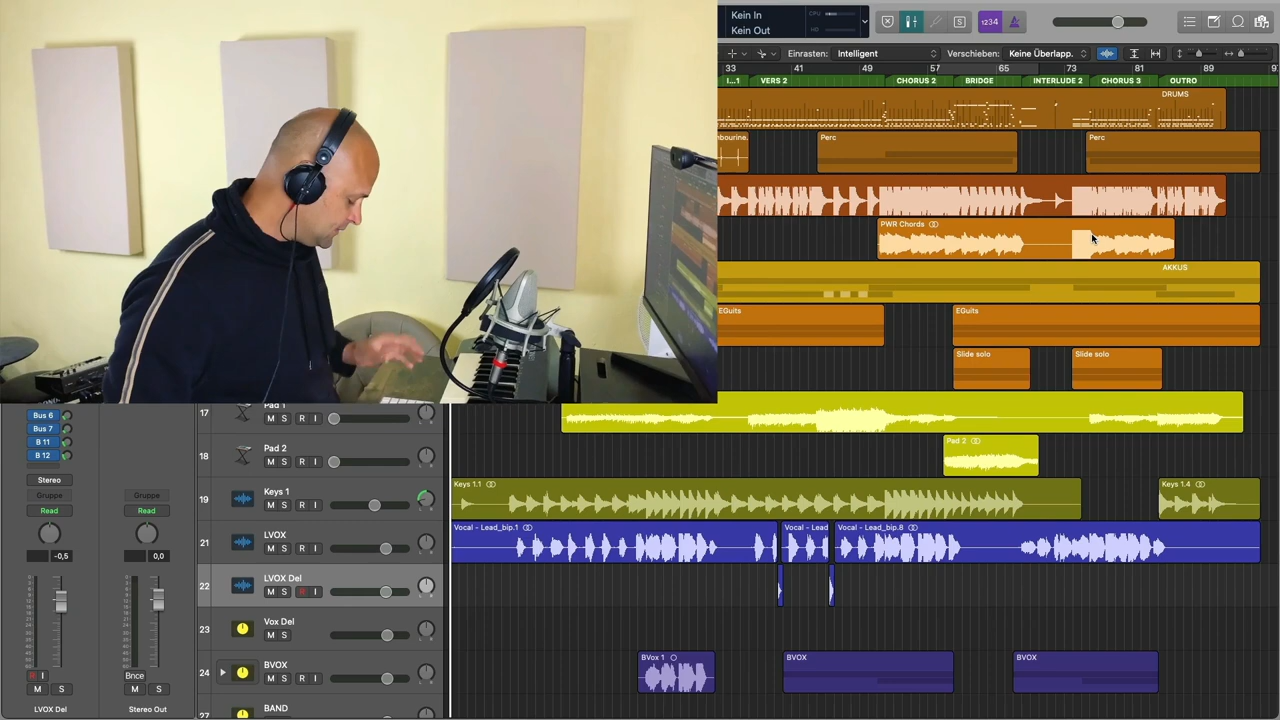 Kein In
Kein Out
CPU
HD
1234
Einrasten: Intelligent
Verschieben: Keine Überlapp.
33 41 49 57 65 73 81 89
I...1 VERS 2 CHORUS 2 BRIDGE INTERLUDE 2 CHORUS 3 OUTRO
DRUMS
Perc
Perc
PWR Chords
AKKUS
EGuits
EGuits
Slide solo
Slide solo
Bus 6
Bus 7
B 11
B 12
Stereo
Gruppe
Gruppe
Read
Read
-0,5
0,0
R I
Bnce
M S
M S
LVOX Del
Stereo Out
17
Pad 1
M S R I
18
Pad 2
M S R I
Pad 2
19
Keys 1
M S R I
Keys 1.1
Keys 1.4
21
LVOX
M S R I
Vocal - Lead_bip.1
Vocal - Lead
Vocal - Lead_bip.8
22
LVOX Del
M S R I
23
Vox Del
M S
24
BVOX
M S R I
BVox 1
BVOX
BVOX
27
BAND